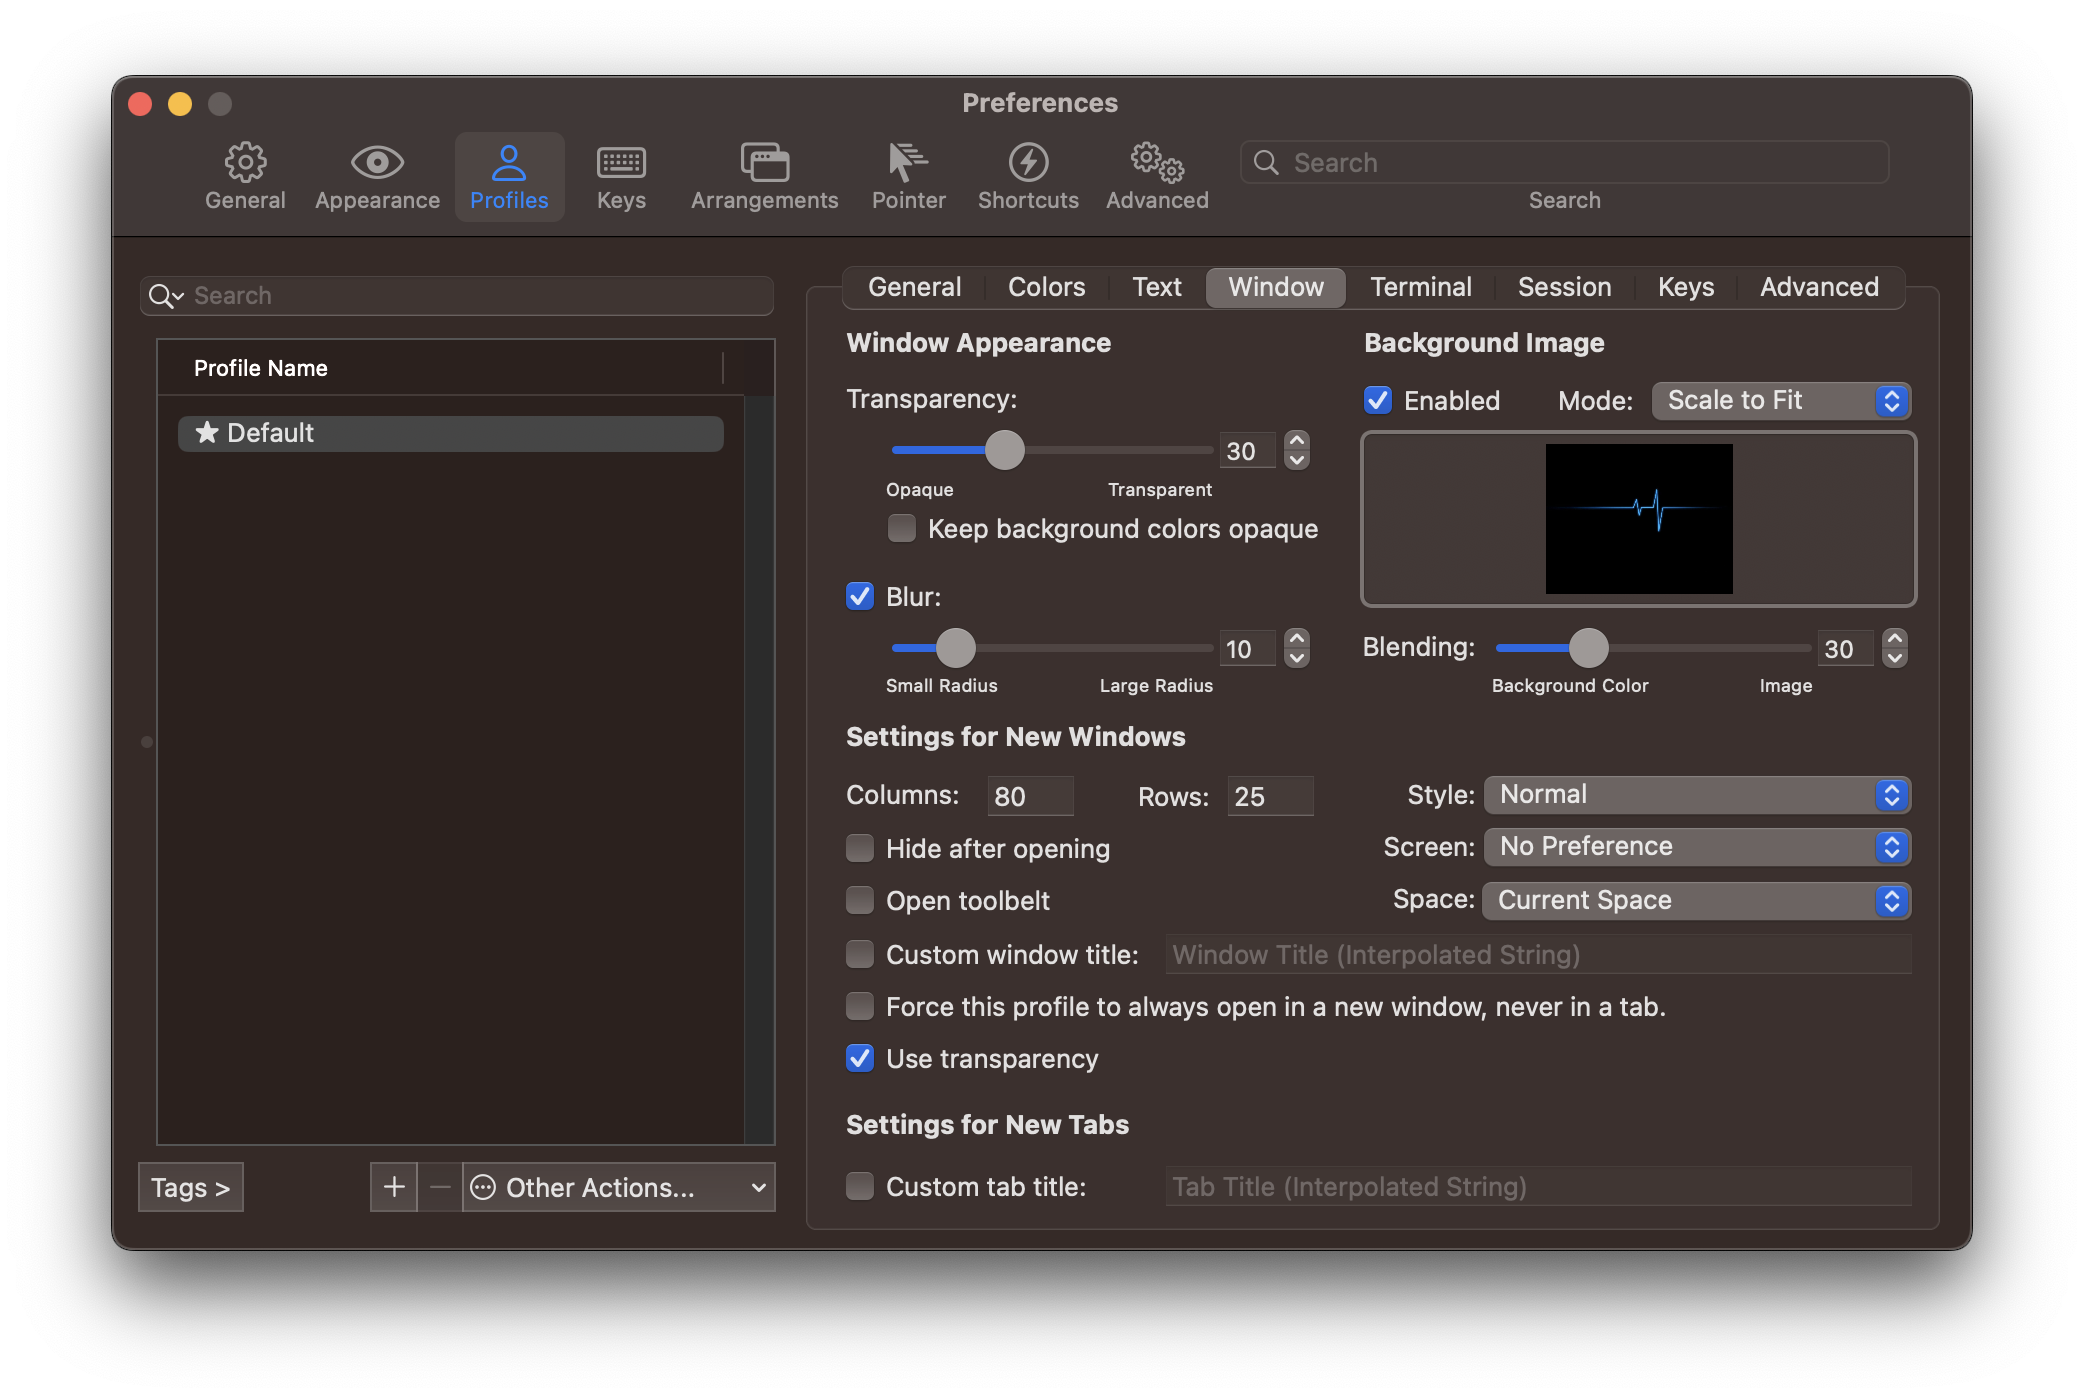 Preferences
General
Appearance
Profiles
Keys
Arrangements
Pointer
Shortcuts
Advanced
Search
Search
Search
Profile Name
Default
Tags >
Other Actions...
General
Colors
Text
Window
Terminal
Session
Keys
Advanced
Window Appearance
Transparency:
30
Opaque
Transparent
Keep background colors opaque
Blur:
10
Small Radius
Large Radius
Background Image
Enabled
Mode: Scale to Fit
Blending:
30
Background Color
Image
Settings for New Windows
Columns: 80
Rows: 25
Style: Normal
Hide after opening
Screen: No Preference
Open toolbelt
Space: Current Space
Custom window title: Window Title (Interpolated String)
Force this profile to always open in a new window, never in a tab.
Use transparency
Settings for New Tabs
Custom tab title: Tab Title (Interpolated String)